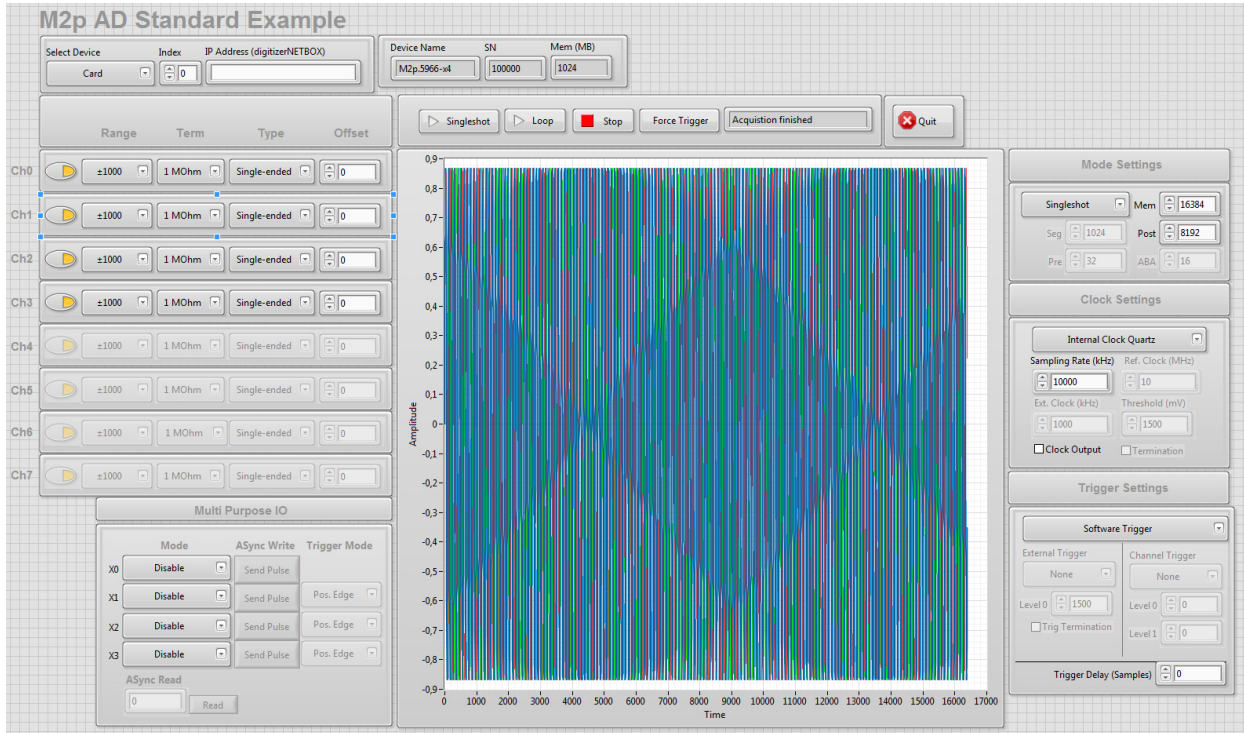 M2p AD Standard Example
Select Device Index IP Address (digitizerNETBOX)
Card 0
Device Name SN Mem (MB)
M2p.5966-x4 100000 1024
Range Term Type Offset
Singleshot Loop Stop Force Trigger Acquistion finished Quit
Ch0 ±1000 1 MOhm Single-ended 0
Ch1 ±1000 1 MOhm Single-ended 0
Ch2 ±1000 1 MOhm Single-ended 0
Ch3 ±1000 1 MOhm Single-ended 0
Ch4 ±1000 1 MOhm Single-ended 0
Ch5 ±1000 1 MOhm Single-ended 0
Ch6 ±1000 1 MOhm Single-ended 0
Ch7 ±1000 1 MOhm Single-ended 0
Multi Purpose IO
Mode ASync Write Trigger Mode
X0 Disable Send Pulse
X1 Disable Send Pulse Pos. Edge
X2 Disable Send Pulse Pos. Edge
X3 Disable Send Pulse Pos. Edge
ASync Read
0 Read
Amplitude
0,9
0,8
0,7
0,6
0,5
0,4
0,3
0,2
0,1
0
-0,1
-0,2
-0,3
-0,4
-0,5
-0,6
-0,7
-0,8
-0,9
0 1000 2000 3000 4000 5000 6000 7000 8000 9000 10000 11000 12000 13000 14000 15000 16000 17000
Time
Mode Settings
Singleshot Mem 16384
Seg 1024 Post 8192
Pre 32 ABA 16
Clock Settings
Internal Clock Quartz
Sampling Rate (kHz) Ref. Clock (MHz)
10000 10
Ext. Clock (kHz) Threshold (mV)
1000 1500
Clock Output Termination
Trigger Settings
Software Trigger
External Trigger Channel Trigger
None None
Level 0 1500 Level 0 0
Trig Termination Level 1 0
Trigger Delay (Samples) 0